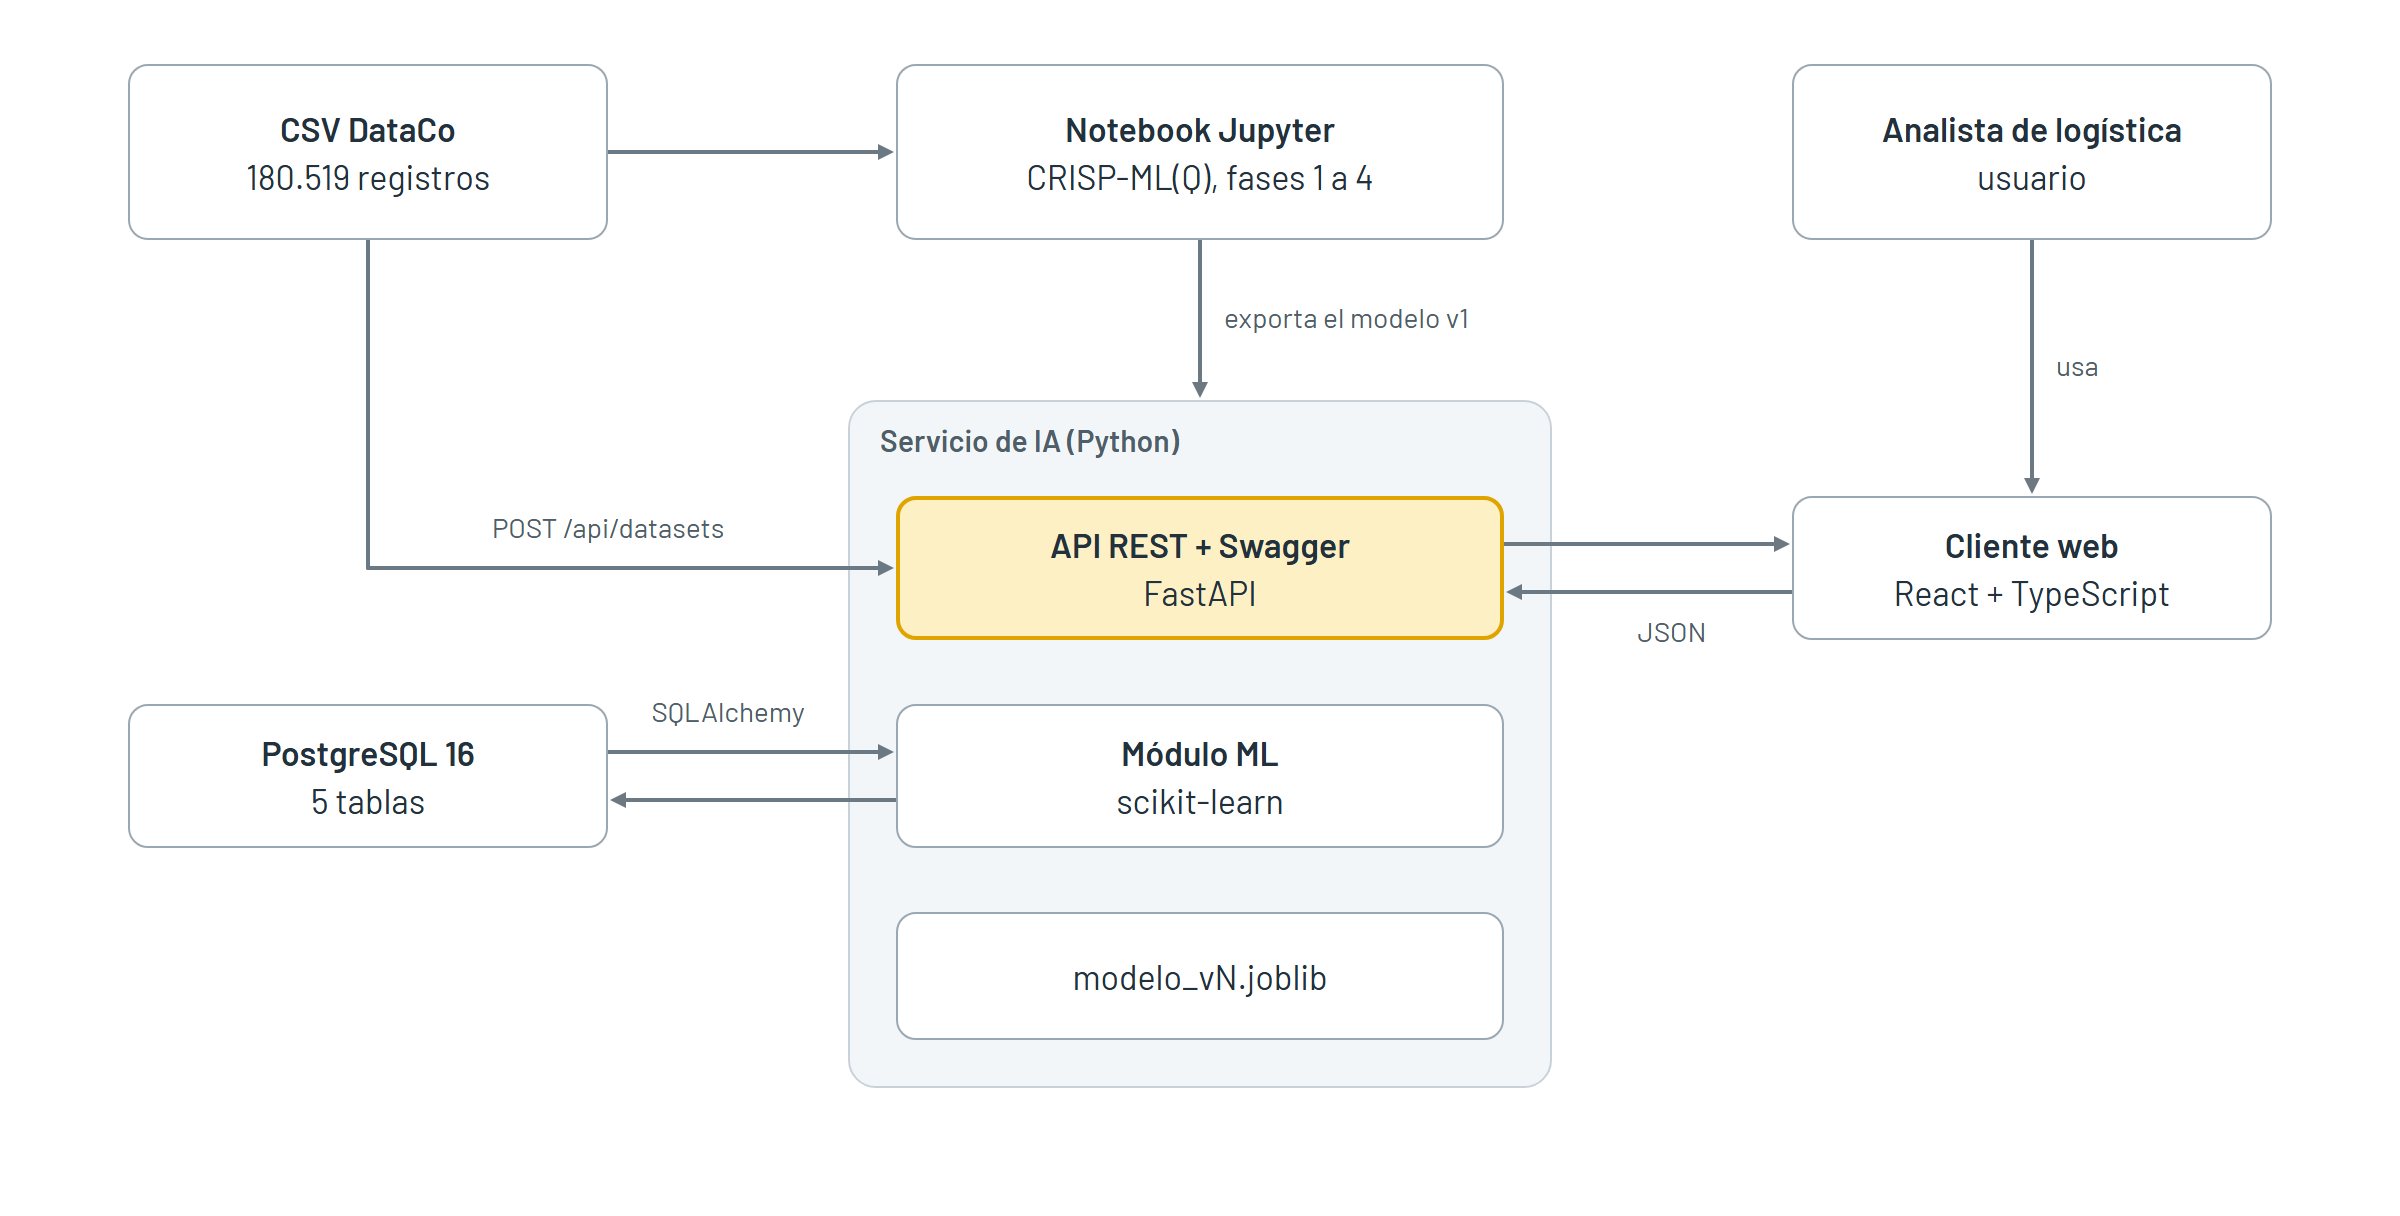 CSV DataCo
180.519 registros
Notebook Jupyter
CRISP-ML(Q), fases 1 a 4
Analista de logística
usuario
exporta el modelo v1
usa
Servicio de IA (Python)
POST /api/datasets
API REST + Swagger
FastAPI
Cliente web
React + TypeScript
JSON
SQLAlchemy
PostgreSQL 16
5 tablas
Módulo ML
scikit-learn
modelo_vN.joblib